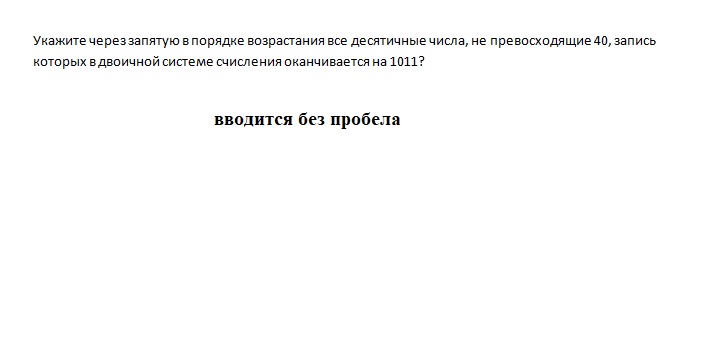 Укажите через запятую в порядке возрастания все десятичные числа, не превосходящие 40, запись
которых в двоичной системе счисления оканчивается на 1011?
вводится без пробела